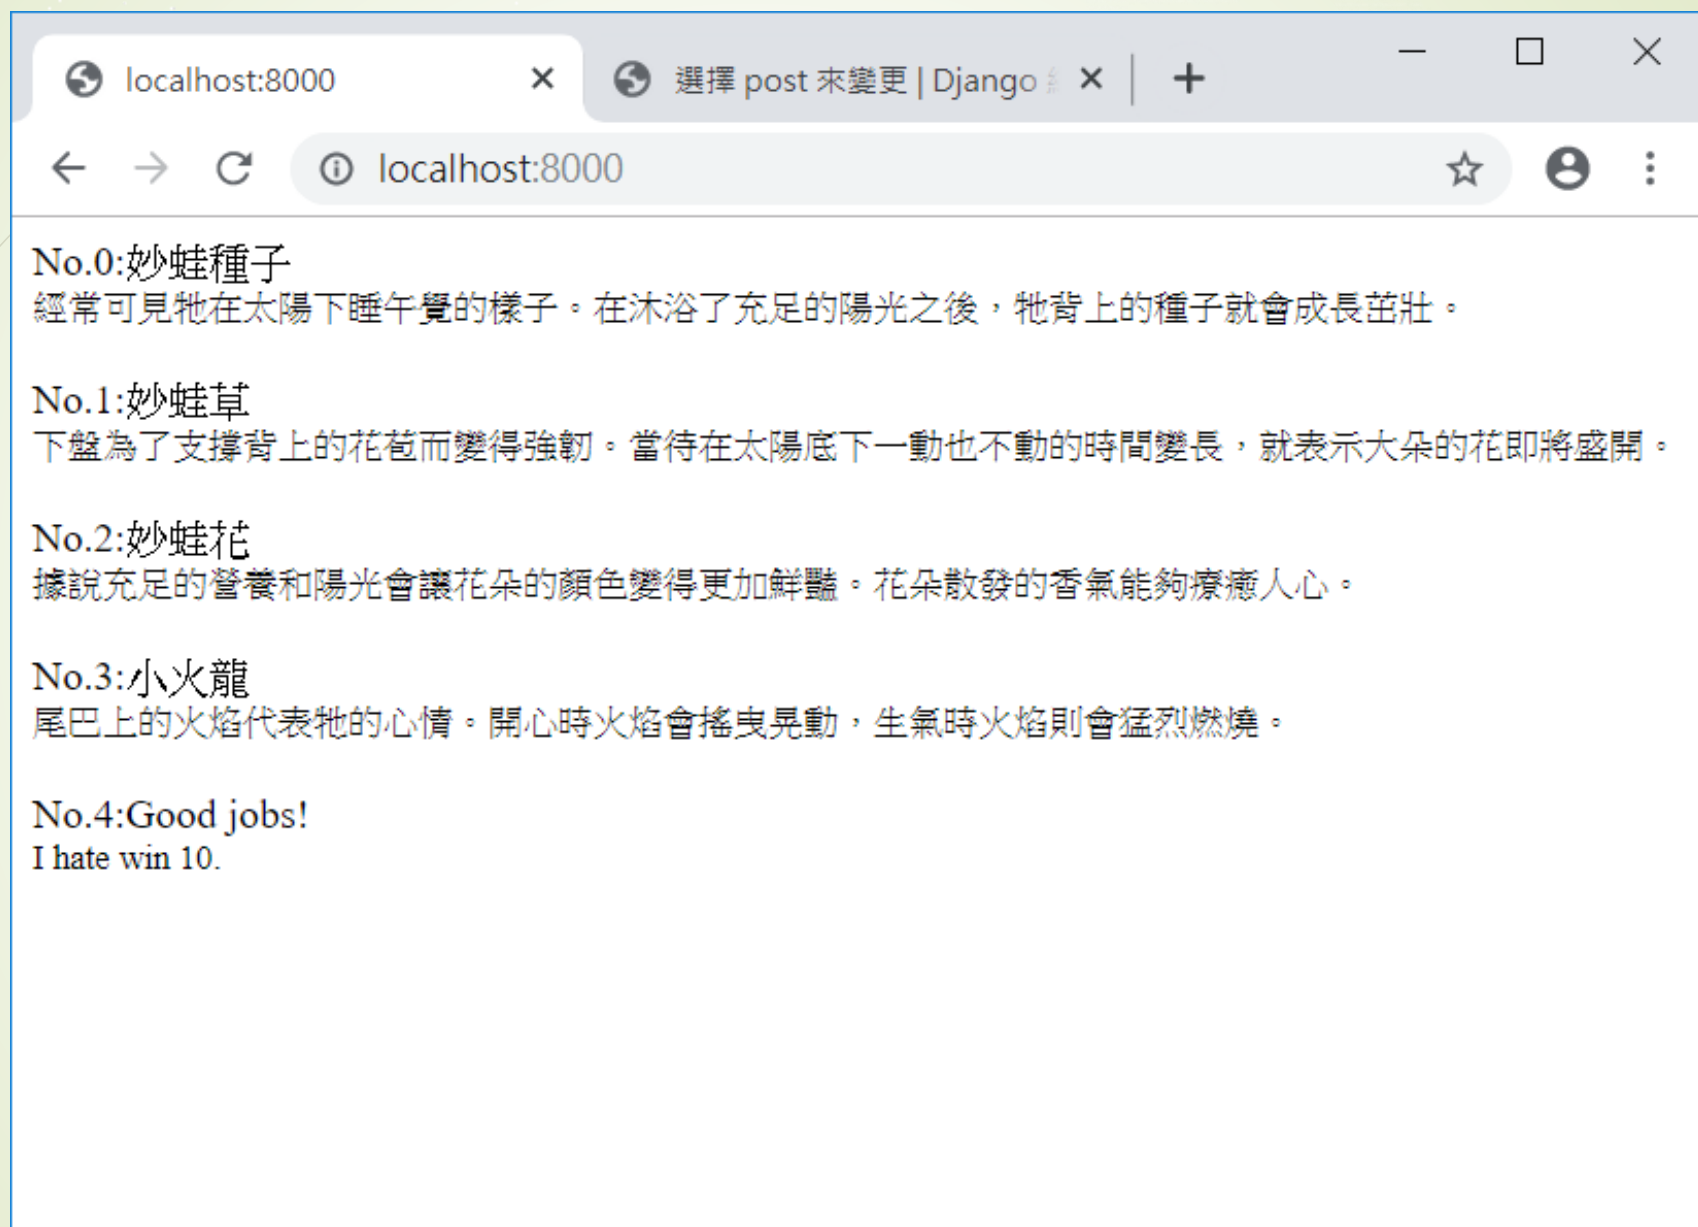 localhost:8000
選擇 post 來變更 | Django
localhost:8000
No.0:妙蛙種子
經常可見牠在太陽下睡午覺的樣子。在沐浴了充足的陽光之後，牠背上的種子就會成長茁壯。
No.1:妙蛙草
下盤為了支撐背上的花苞而變得強韌。當待在太陽底下一動也不動的時間變長，就表示大朵的花即將盛開。
No.2:妙蛙花
據說充足的營養和陽光會讓花朵的顏色變得更加鮮豔。花朵散發的香氣能夠療癒人心。
No.3:小火龍
尾巴上的火焰代表牠的心情。開心時火焰會搖曳晃動，生氣時火焰則會猛烈燃燒。
No.4:Good jobs!
I hate win 10.